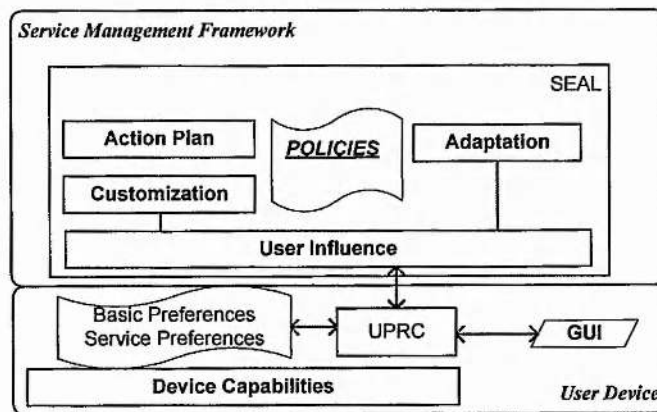 Service Management Framework
SEAL
Action Plan
POLICIES
Adaptation
Customization
User Influence
Basic Preferences
Service Preferences
UPRC
GUI
Device Capabilities
User Device